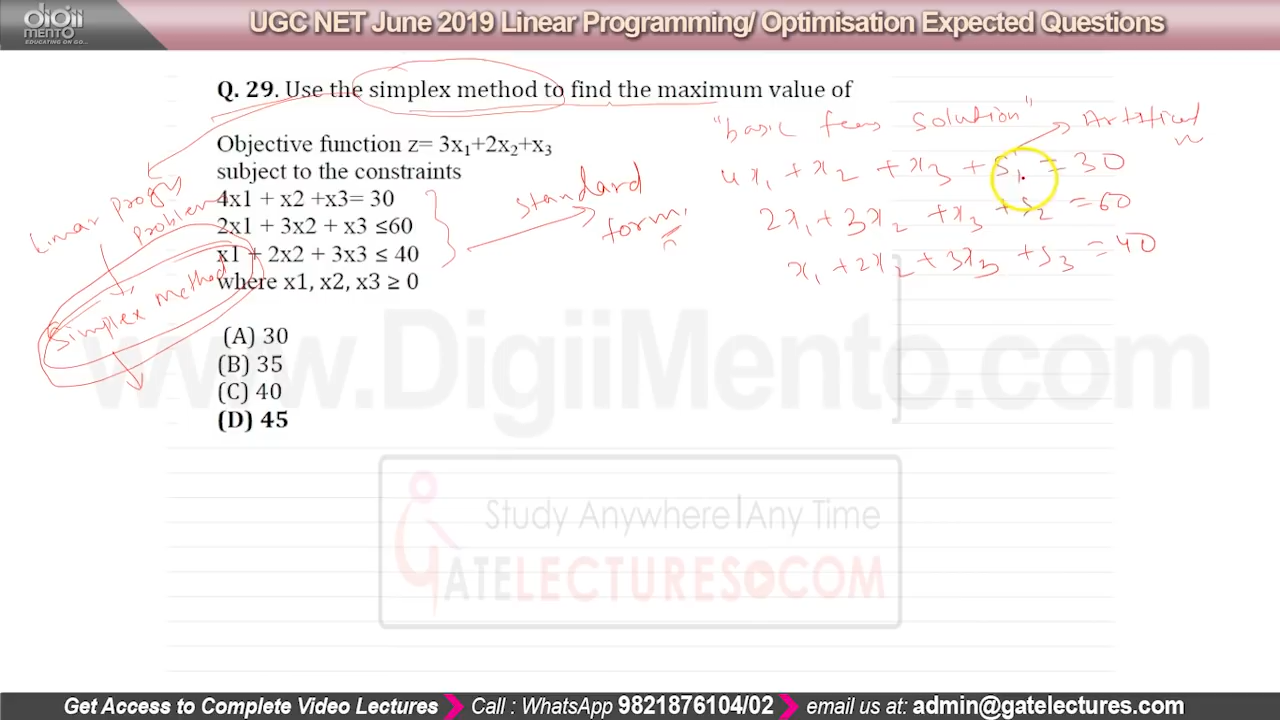 digii
MENTO
EDUCATING ON GO...
UGC NET June 2019 Linear Programming/ Optimisation Expected Questions
Q. 29. Use the simplex method to find the maximum value of
Objective function z= 3x₁+2x₂+x₃
subject to the constraints
4x1 + x2 +x3= 30
2x1 + 3x2 + x3 ≤60
x1 + 2x2 + 3x3 ≤ 40
where x1, x2, x3 ≥ 0
(A) 30
(B) 35
(C) 40
(D) 45
Linear
problem
Simplex Method
standard
form
"basic feas solution"
4x₁ + x₂ + x₃ + S₁ = 30
2x₁ + 3x₂ + x₃ + S₂ = 60
x₁ + 2x₂ + 3x₃ + S₃ = 40
www.DigiiMento.com
Study Anywhere|Any Time
GATELECTURES.COM
Get Access to Complete Video Lectures
Call : WhatsApp 9821876104/02
email us at: admin@gatelectures.com